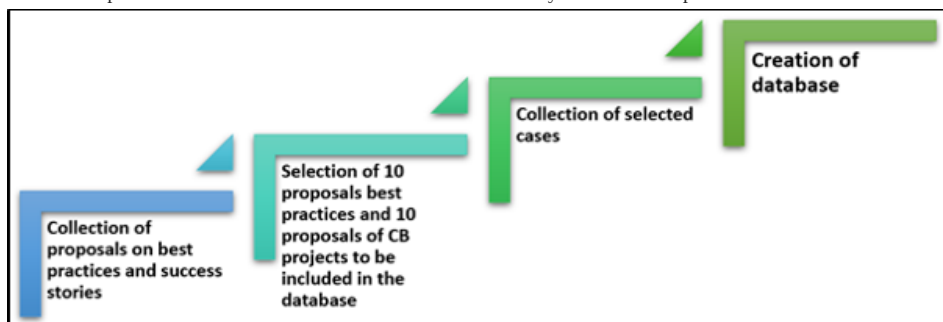 Collection of
proposals on best
practices and success
stories
Selection of 10
proposals best
practices and 10
proposals of CB
projects to be
included in the
database
Collection of selected
cases
Creation of
database